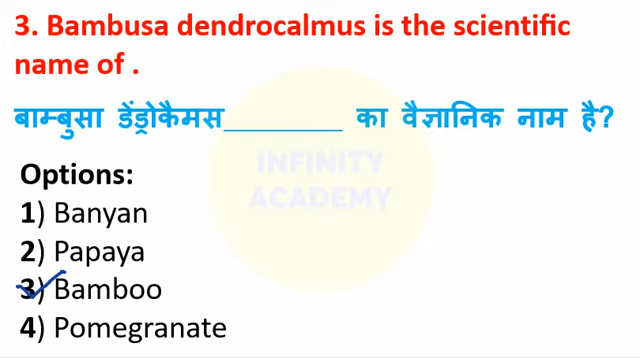 3. Bambusa dendrocalmus is the scientific
name of .
बाम्बुसा डेंड्रोकैमस_________ का वैज्ञानिक नाम है?
INFINITY
ACADEMY
Options:
1) Banyan
2) Papaya
3) Bamboo
4) Pomegranate